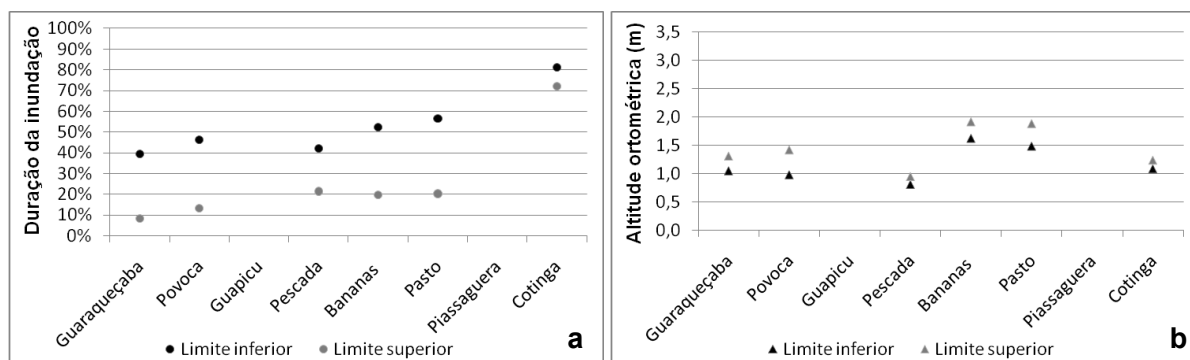 Duração da inundação
100%
90%
80%
70%
60%
50%
40%
30%
20%
10%
0%
Guaraqueçaba
Povoca
Guapicu
Pescada
Bananas
Pasto
Piassaguera
Cotinga
Limite inferior
Limite superior
a
Altitude ortométrica (m)
3,5
3,0
2,5
2,0
1,5
1,0
0,5
0,0
Guaraqueçaba
Povoca
Guapicu
Pescada
Bananas
Pasto
Piassaguera
Cotinga
Limite inferior
Limite superior
b